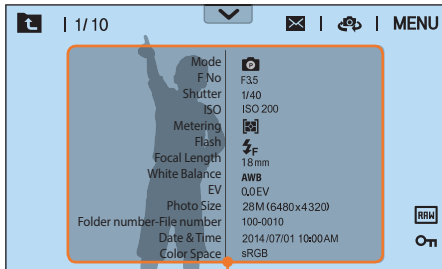 1/10 MENU
Mode P
F No F3.5
Shutter 1/40
ISO ISO 200
Metering
Flash F
Focal Length 18mm
White Balance AWB
EV 0,0 EV
Photo Size 28M (6480x4320)
RAW
Folder number-File number 100-0010
Date & Time 2014/07/01 10:00AM
Color Space sRGB